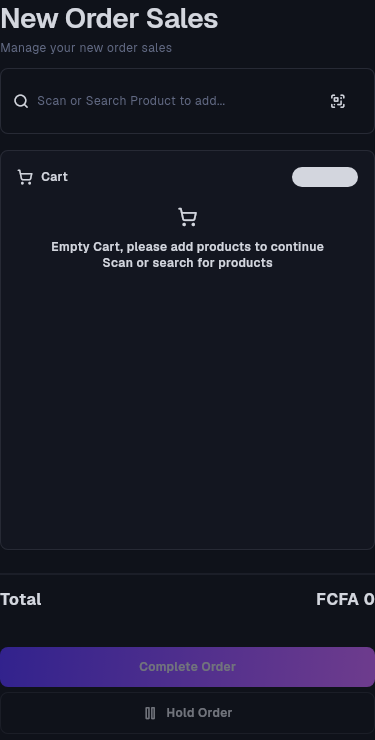 New Order Sales
Manage your new order sales
Scan or Search Product to add...
Cart
Empty Cart, please add products to continue
Scan or search for products
Total FCFA 0
Complete Order
Hold Order